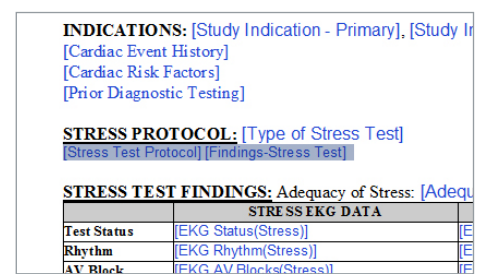 INDICATIONS: [Study Indication - Primary], [Study
[Cardiac Event History]
[Cardiac Risk Factors]
[Prior Diagnostic Testing]
STRESS PROTOCOL: [Type of Stress Test]
[Stress Test Protocol] [Findings-Stress Test]
STRESS TEST FINDINGS: Adequacy of Stress: [Adequ
STRESS EKG DATA
Test Status [EKG Status(Stress)] [E
Rhythm [EKG Rhythm(Stress)] [E
AV Block [EKG AV Blocks(Stress)] [E